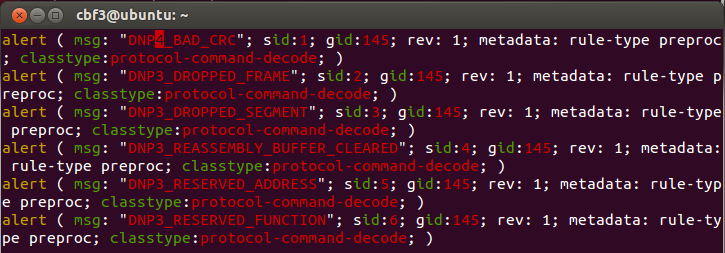 cbf3@ubuntu: ~
alert ( msg: "DNP4_BAD_CRC"; sid:1; gid:145; rev: 1; metadata: rule-type preproc
; classtype:protocol-command-decode; )
alert ( msg: "DNP3_DROPPED_FRAME"; sid:2; gid:145; rev: 1; metadata: rule-type p
reproc; classtype:protocol-command-decode; )
alert ( msg: "DNP3_DROPPED_SEGMENT"; sid:3; gid:145; rev: 1; metadata: rule-type
 preproc; classtype:protocol-command-decode; )
alert ( msg: "DNP3_REASSEMBLY_BUFFER_CLEARED"; sid:4; gid:145; rev: 1; metadata:
 rule-type preproc; classtype:protocol-command-decode; )
alert ( msg: "DNP3_RESERVED_ADDRESS"; sid:5; gid:145; rev: 1; metadata: rule-typ
e preproc; classtype:protocol-command-decode; )
alert ( msg: "DNP3_RESERVED_FUNCTION"; sid:6; gid:145; rev: 1; metadata: rule-ty
pe preproc; classtype:protocol-command-decode; )